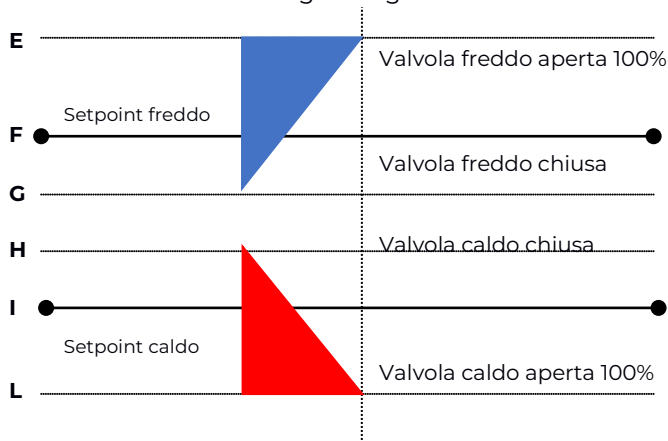 E
Valvola freddo aperta 100%
Setpoint freddo
F
Valvola freddo chiusa
G
H
Valvola caldo chiusa
I
Setpoint caldo
Valvola caldo aperta 100%
L